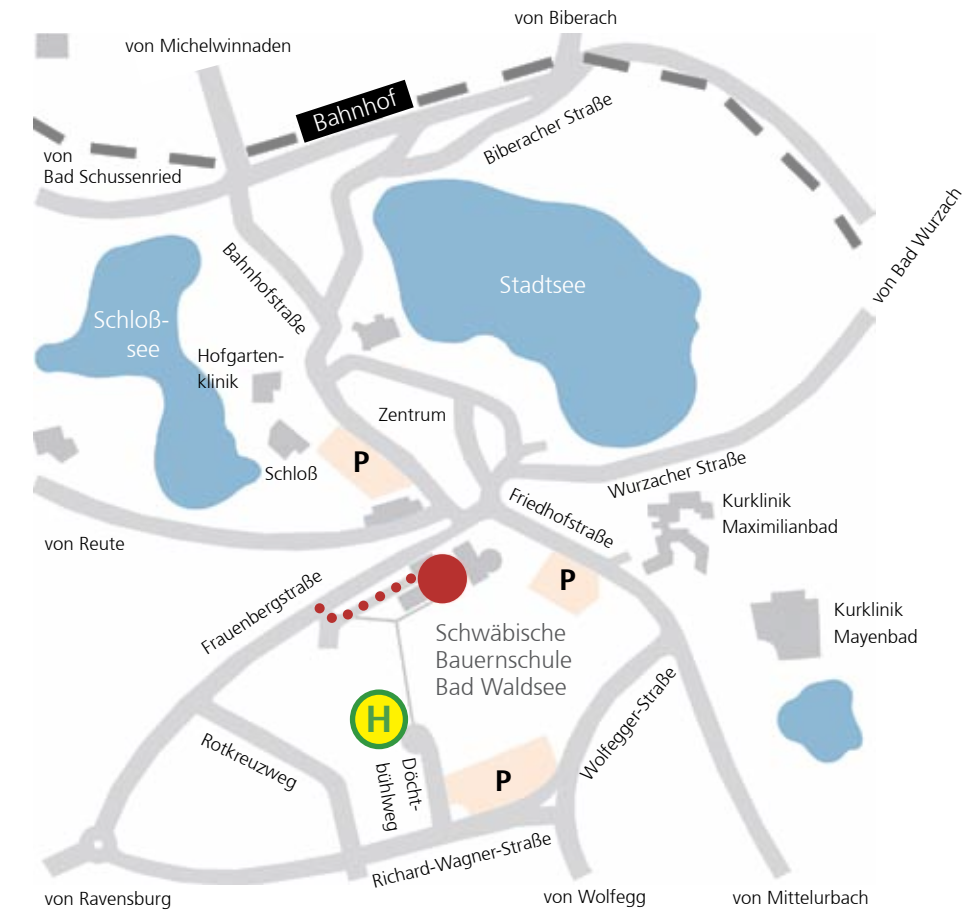 von Biberach
von Michelwinnaden
Bahnhof
Biberacher Straße
von
Bad Schussenried
von Bad Wurzach
Bahnhofstraße
Stadtsee
Schloß-
see
Hofgarten-
klinik
Zentrum
P
Schloß
Wurzacher Straße
Friedhofstraße
Kurklinik
Maximilianbad
von Reute
P
Frauenbergstraße
Kurklinik
Mayenbad
Schwäbische
Bauernschule
Bad Waldsee
H
Wolfegger-Straße
Rotkreuzweg
Döcht-
bühlweg
P
Richard-Wagner-Straße
von Ravensburg
von Wolfegg
von Mittelurbach